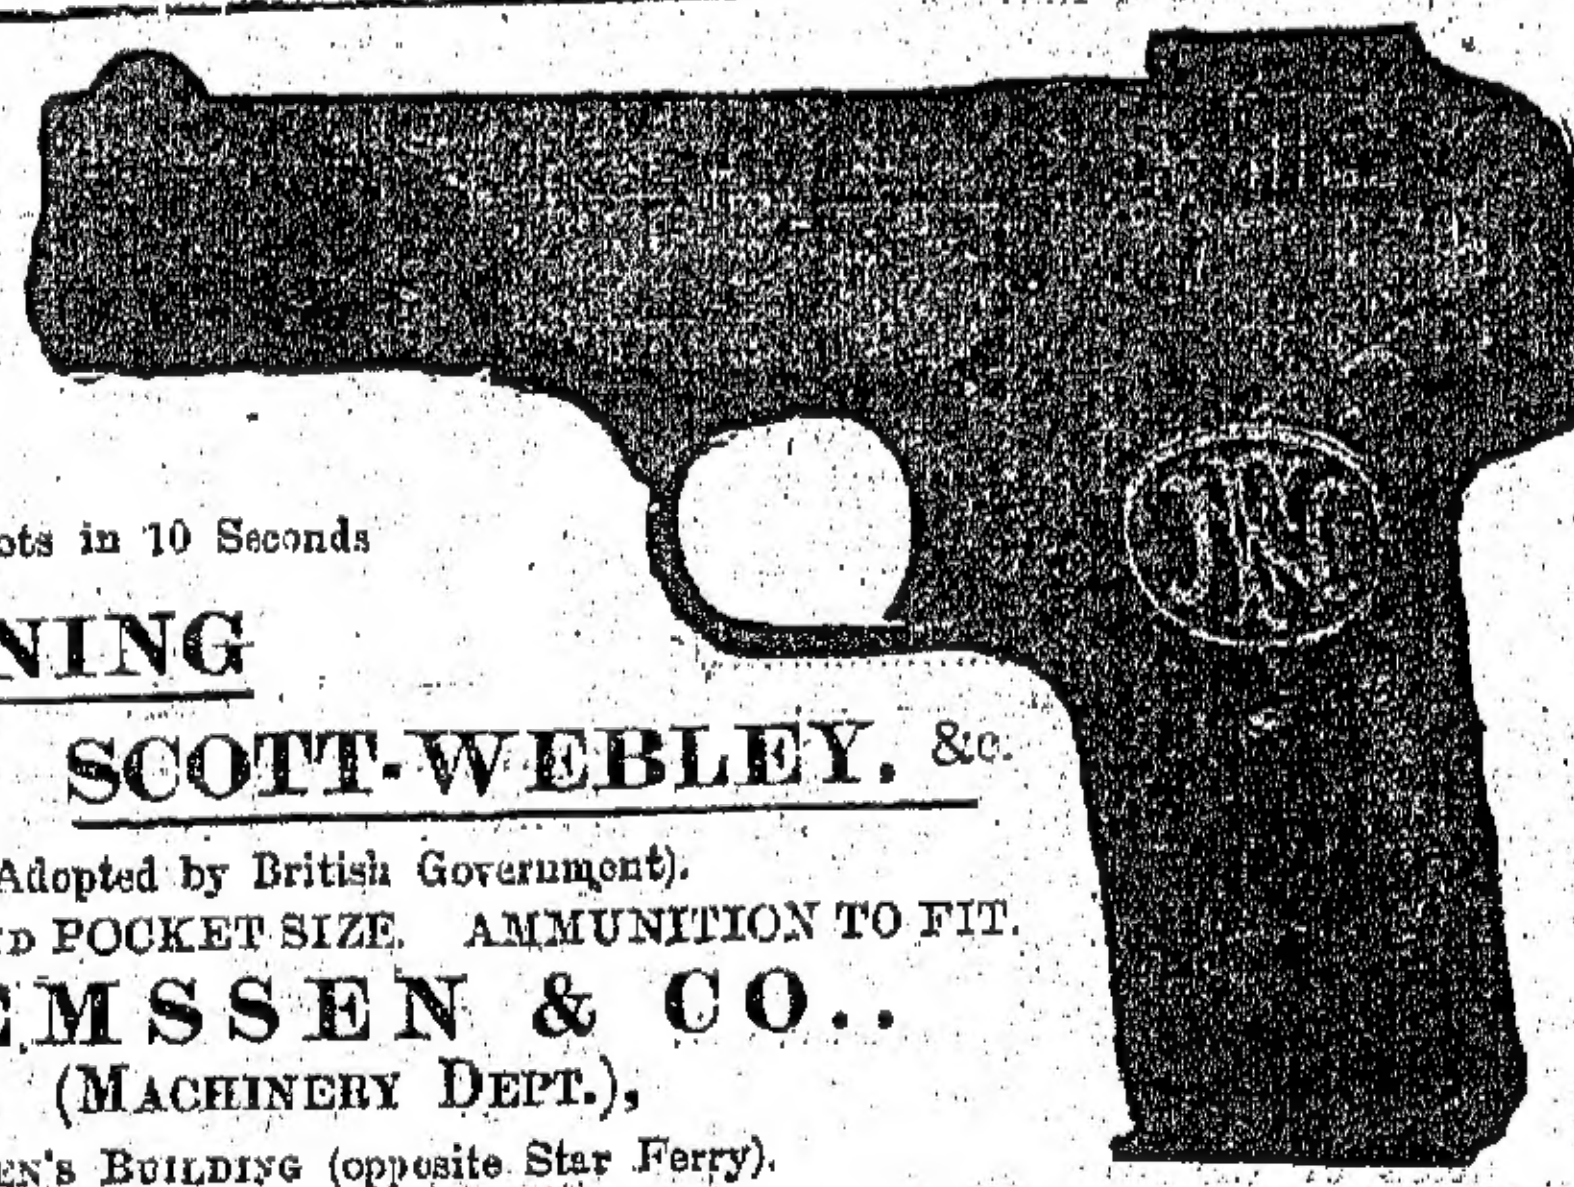 ots in 10 Seconds
NING
SCOTT-WEBLEY, &c.
Adopted by British Government).
D POCKET SIZE. AMMUNITION TO FIT.
EMSSEN & CO..
(MACHINERY DEPT.),
EN'S BUILDING (opposite Star Ferry).
FN